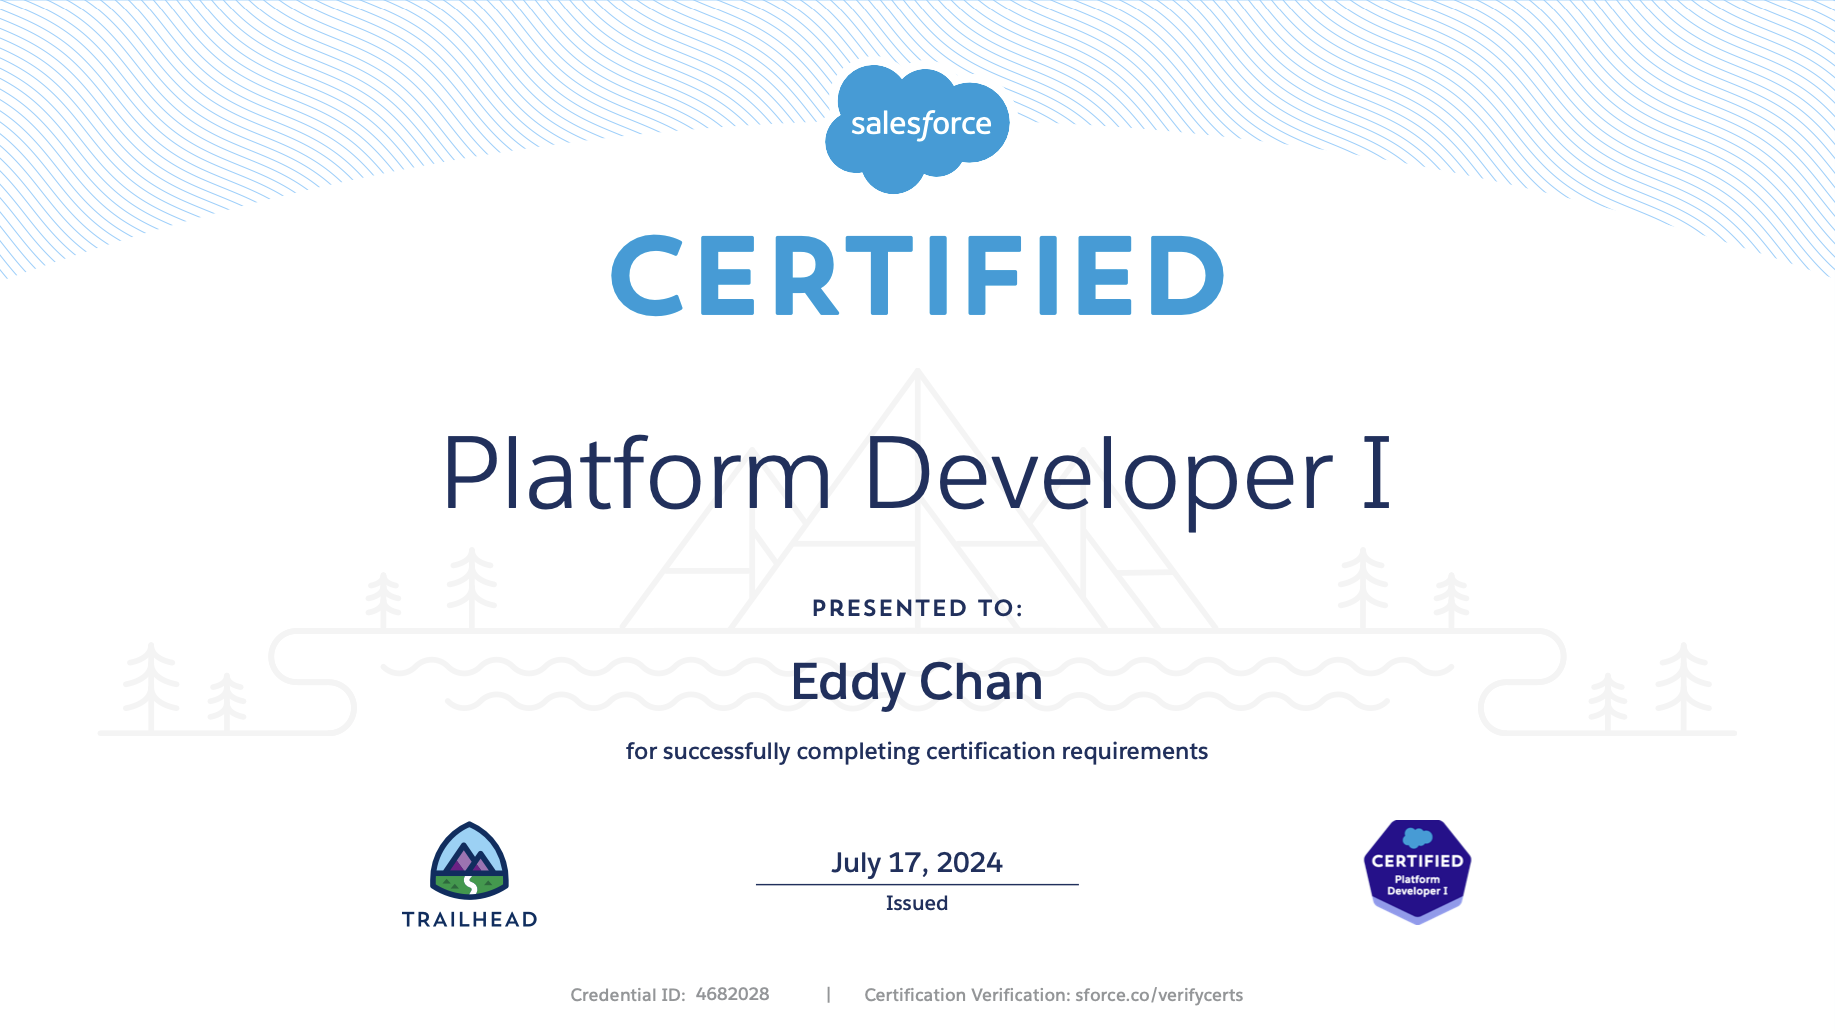 salesforce
CERTIFIED
Platform Developer I
PRESENTED TO:
Eddy Chan
for successfully completing certification requirements
TRAILHEAD
July 17, 2024
Issued
CERTIFIED
Platform
Developer I
Credential ID: 4682028 | Certification Verification: sforce.co/verifycerts